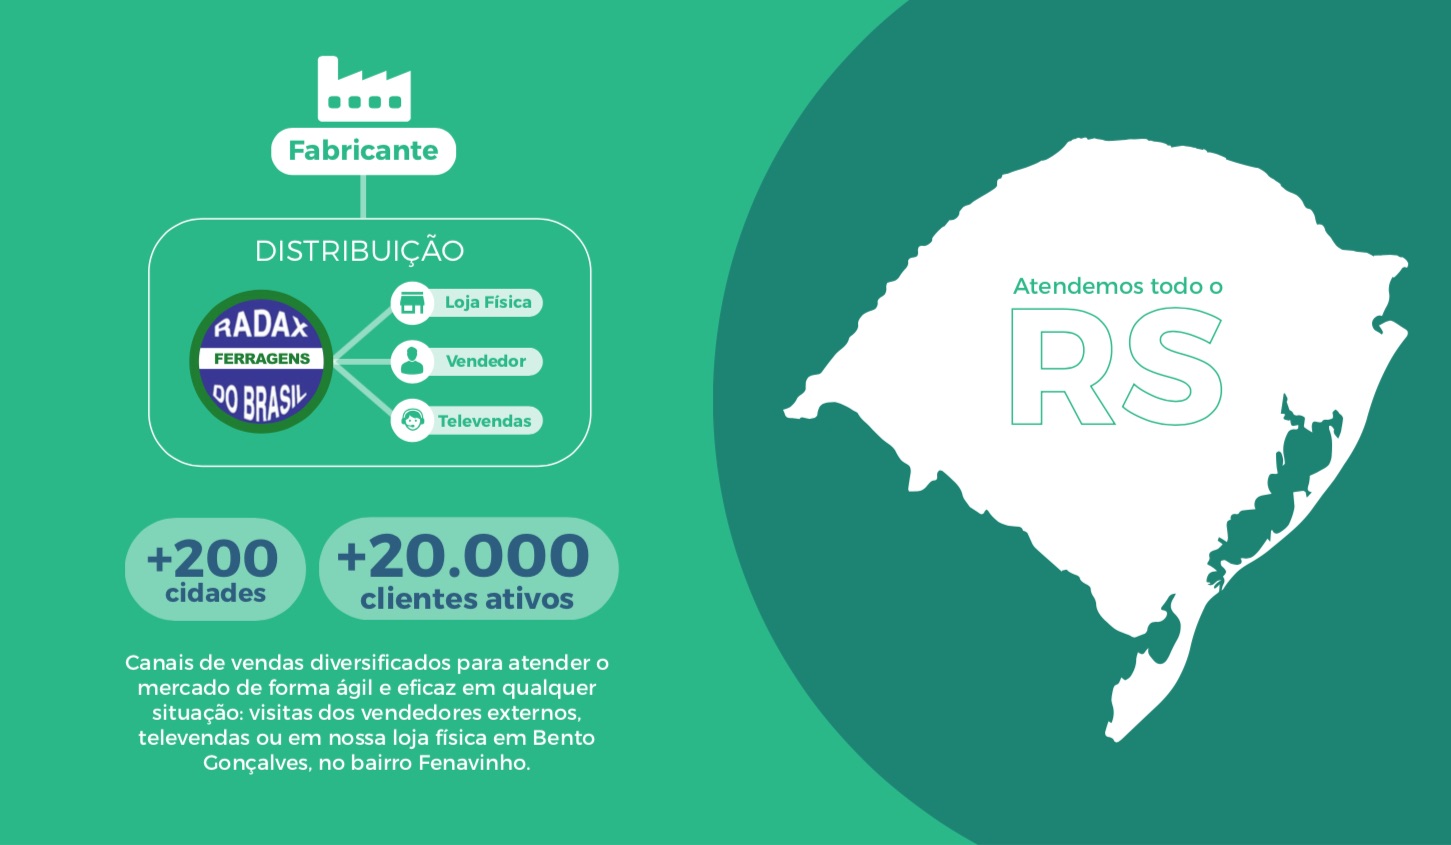 Fabricante
DISTRIBUIÇÃO
RADAX
FERRAGENS
DO BRASIL
Loja Física
Vendedor
Televendas
+200
cidades
+20.000
clientes ativos
Canais de vendas diversificados para atender o
mercado de forma ágil e eficaz em qualquer
situação: visitas dos vendedores externos,
televendas ou em nossa loja física em Bento
Gonçalves, no bairro Fenavinho.
Atendemos todo o
RS